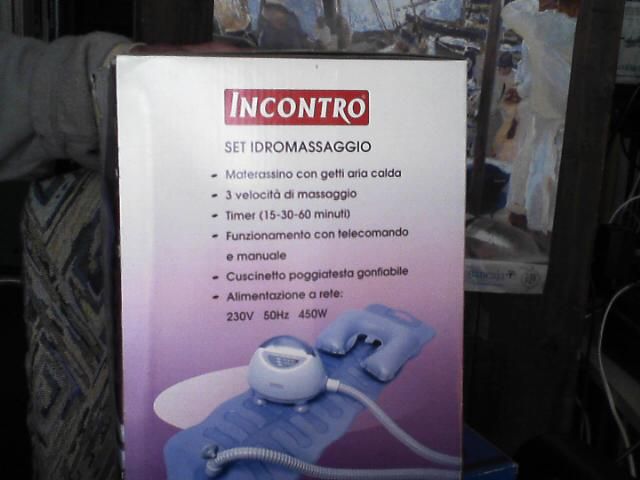 INCONTRO
SET IDROMASSAGGIO
- Materassino con getti aria calda
- 3 velocità di massaggio
- Timer (15-30-60 minuti)
- Funzionamento con telecomando
e manuale
- Cuscinetto poggiatesta gonfiabile
- Alimentazione a rete:
230V 50Hz 450W